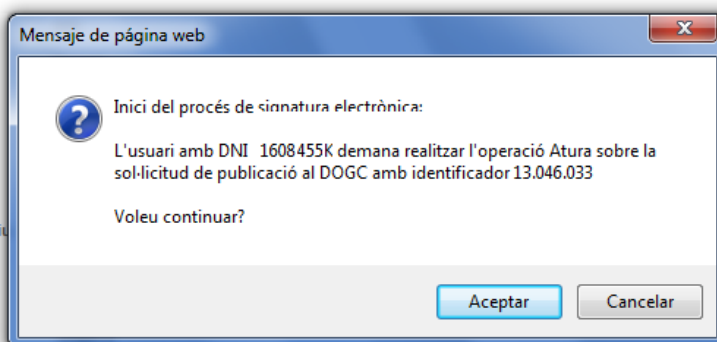 Mensaje de página web
Inici del procés de signatura electrònica:
L'usuari amb DNI 1608455K demana realitzar l'operació Atura sobre la
sol·licitud de publicació al DOGC amb identificador 13.046.033
Voleu continuar?
Aceptar
Cancelar